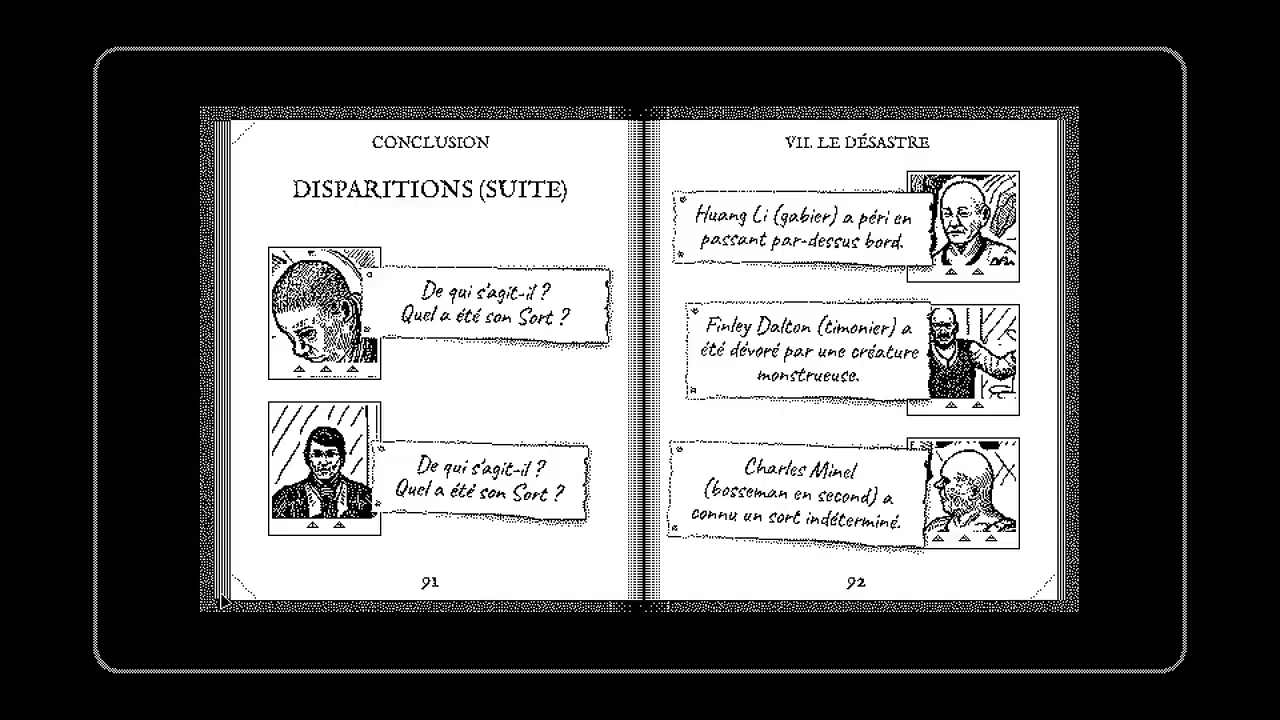 CONCLUSION
DISPARITIONS (SUITE)
De qui s'agit-il ?
Quel a été son Sort ?
De qui s'agit-il ?
Quel a été son Sort ?
91
VII. LE DÉSASTRE
Huang Li (gabier) a péri en
passant par-dessus bord.
Finley Dalton (timonier) a
été dévoré par une créature
monstrueuse.
Charles Minel
(bosseman en second) a
connu un sort indéterminé.
92